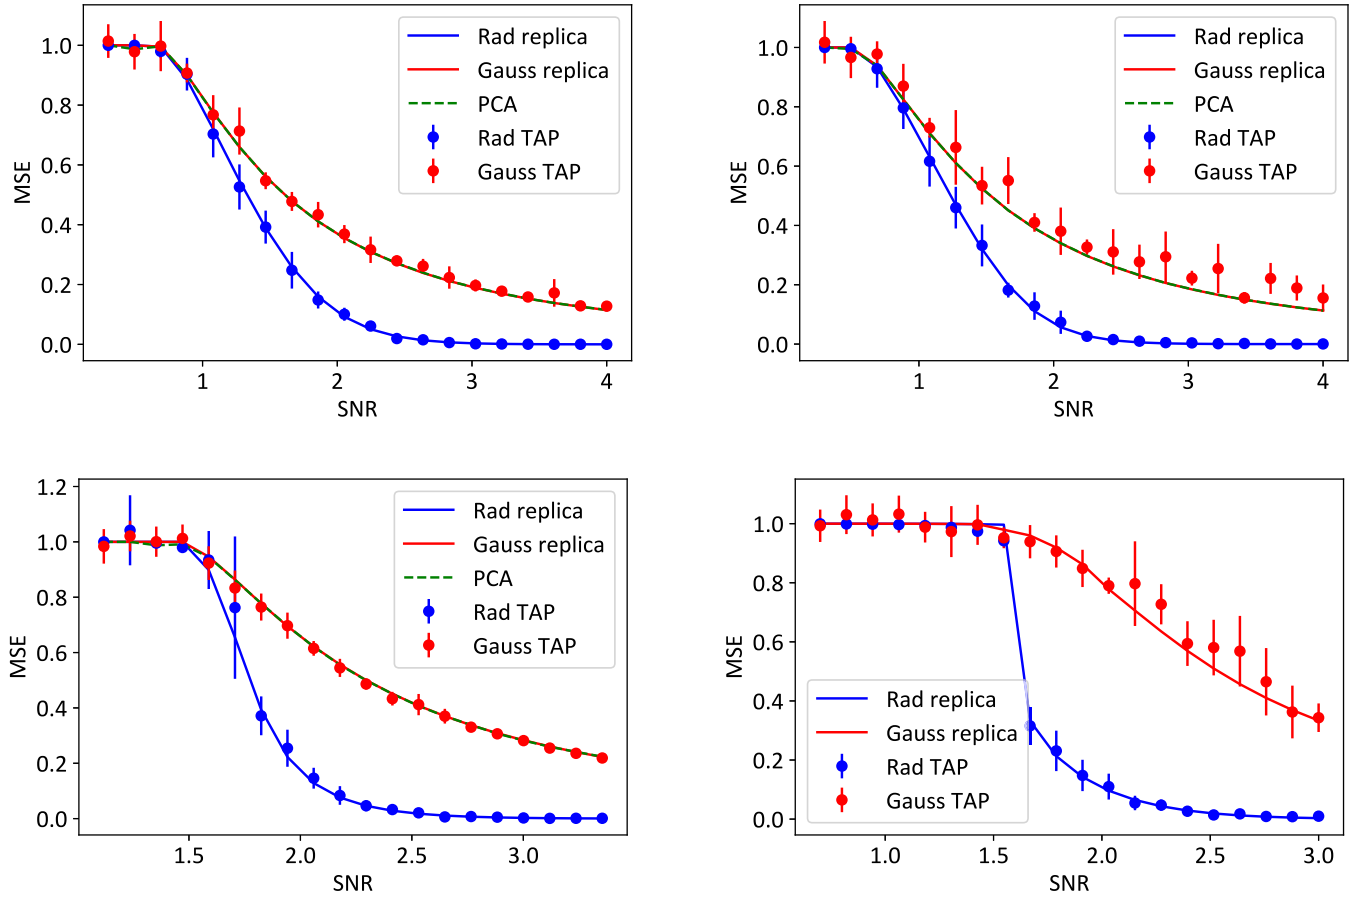 1.0
0.8
0.6
0.4
0.2
0.0
MSE
1
2
3
4
SNR
Rad replica
Gauss replica
PCA
Rad TAP
Gauss TAP
1.0
0.8
0.6
0.4
0.2
0.0
MSE
1
2
3
4
SNR
Rad replica
Gauss replica
PCA
Rad TAP
Gauss TAP
1.2
1.0
0.8
0.6
0.4
0.2
0.0
MSE
1.5
2.0
2.5
3.0
SNR
Rad replica
Gauss replica
PCA
Rad TAP
Gauss TAP
1.0
0.8
0.6
0.4
0.2
0.0
MSE
1.0
1.5
2.0
2.5
3.0
SNR
Rad replica
Gauss replica
Rad TAP
Gauss TAP